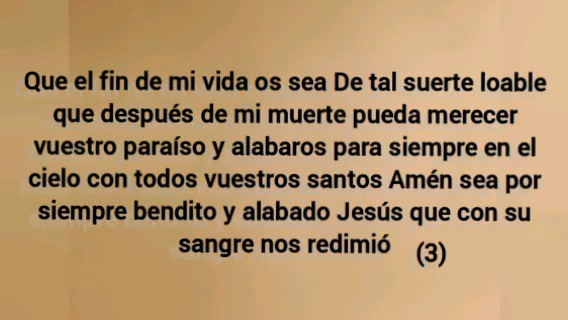 Que el fin de mi vida os sea De tal suerte loable
que después de mi muerte pueda merecer
vuestro paraíso y alabaros para siempre en el
cielo con todos vuestros santos Amén sea por
siempre bendito y alabado Jesús que con su
sangre nos redimió (3)